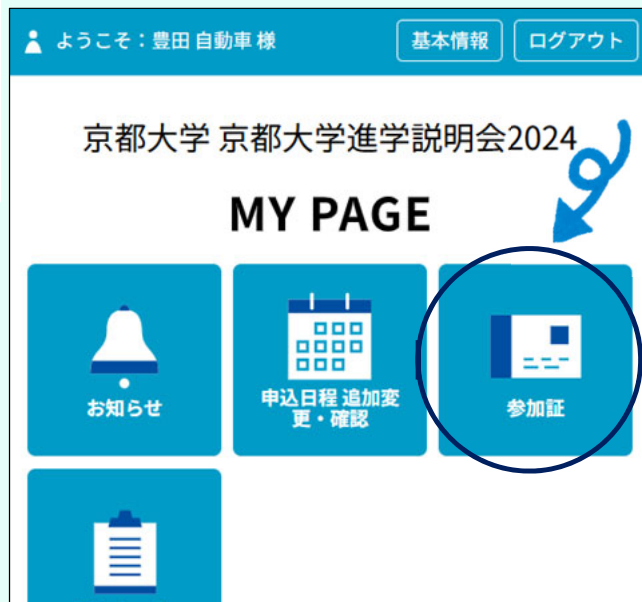 ようこそ：豊田 自動車 様
基本情報
ログアウト
京都大学 京都大学進学説明会2024
MY PAGE
お知らせ
申込日程 追加変
更・確認
参加証